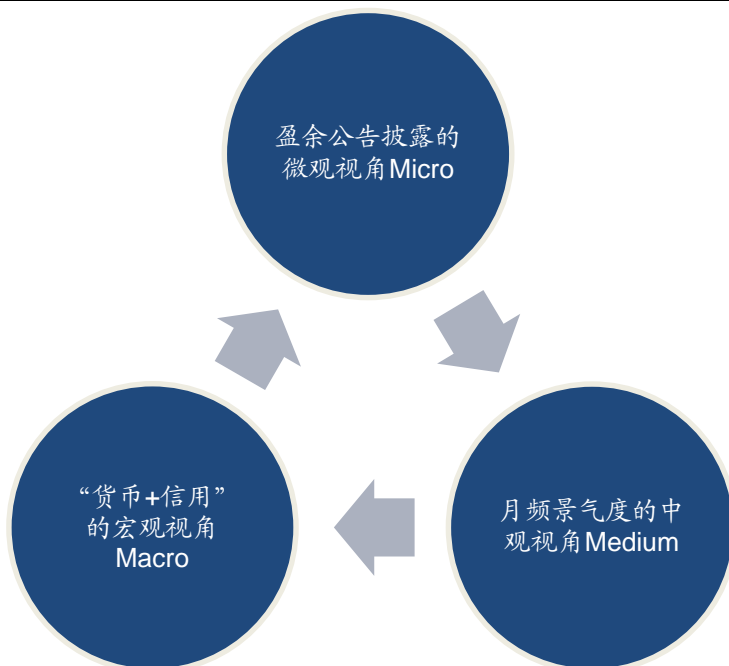 盈余公告披露的
微观视角Micro
“货币+信用”
的宏观视角
Macro
月频景气度的中
观视角Medium